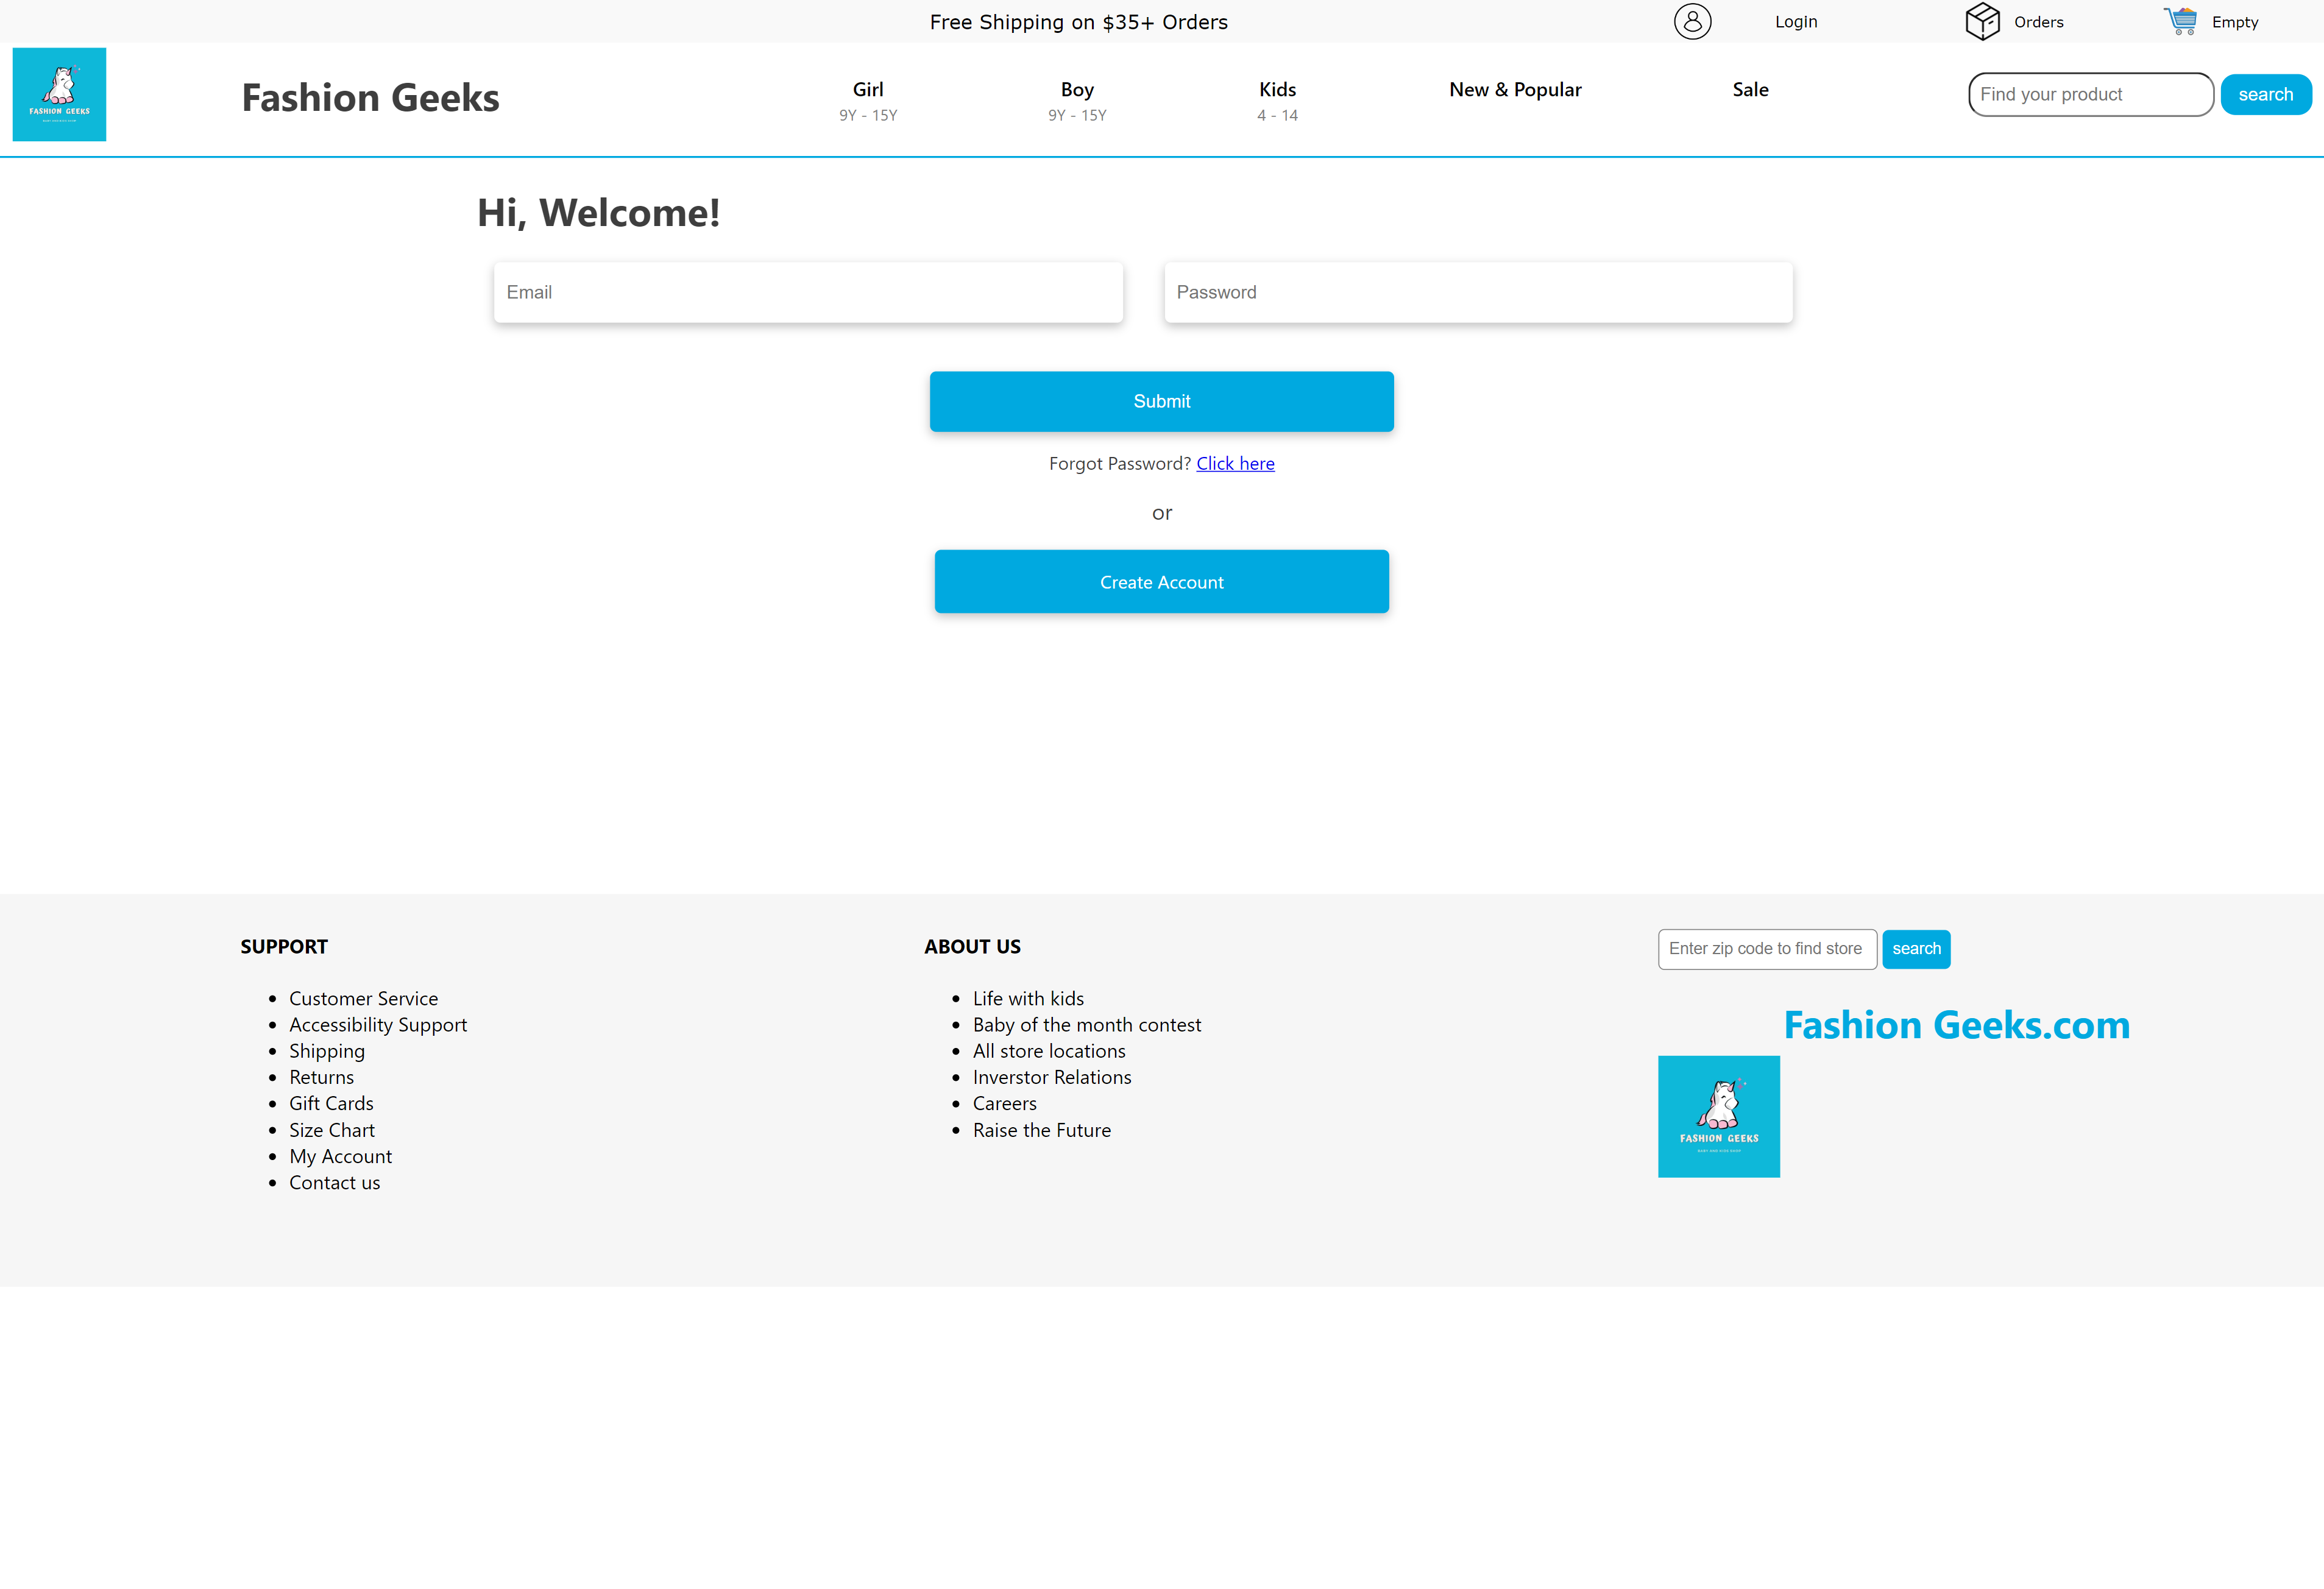 Free Shipping on $35+ Orders
Login
Orders
Empty
FASHION GEEKS
Fashion Geeks
Girl
9Y - 15Y
Boy
9Y - 15Y
Kids
4 - 14
New & Popular
Sale
Find your product
search
Hi, Welcome!
Email
Password
Submit
Forgot Password? Click here
or
Create Account
SUPPORT
Customer Service
Accessibility Support
Shipping
Returns
Gift Cards
Size Chart
My Account
Contact us
ABOUT US
Life with kids
Baby of the month contest
All store locations
Inverstor Relations
Careers
Raise the Future
Enter zip code to find store
search
Fashion Geeks.com
FASHION GEEKS
BABY AND KIDS SHOP